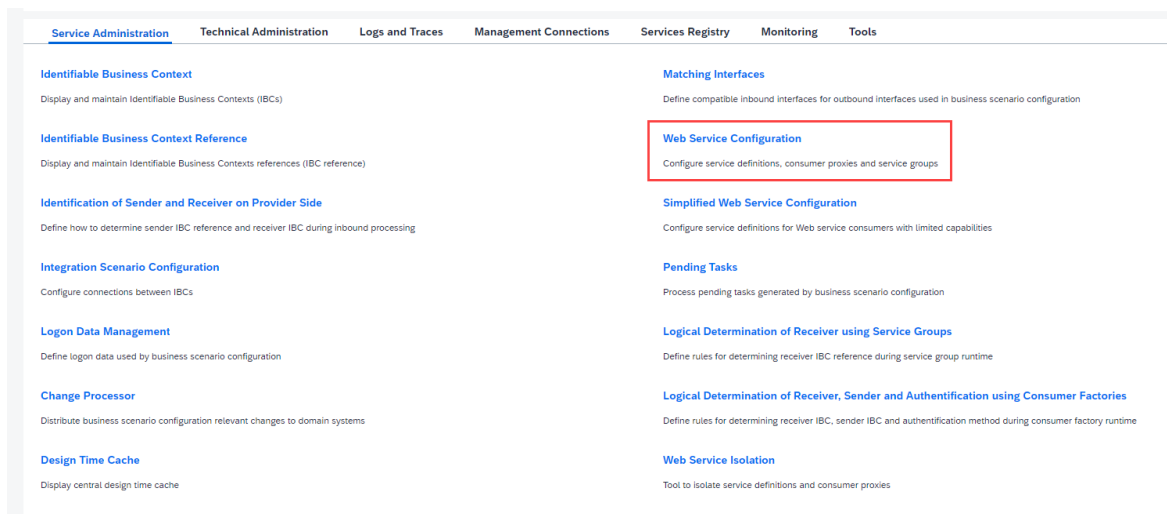 Service Administration Technical Administration Logs and Traces Management Connections Services Registry Monitoring Tools
Identifiable Business Context
Display and maintain Identifiable Business Contexts (IBCs)
Identifiable Business Context Reference
Display and maintain Identifiable Business Contexts references (IBC reference)
Identification of Sender and Receiver on Provider Side
Define how to determine sender IBC reference and receiver IBC during inbound processing
Integration Scenario Configuration
Configure connections between IBCs
Logon Data Management
Define logon data used by business scenario configuration
Change Processor
Distribute business scenario configuration relevant changes to domain systems
Design Time Cache
Display central design time cache
Matching Interfaces
Define compatible inbound interfaces for outbound interfaces used in business scenario configuration
Web Service Configuration
Configure service definitions, consumer proxies and service groups
Simplified Web Service Configuration
Configure service definitions for Web service consumers with limited capabilities
Pending Tasks
Process pending tasks generated by business scenario configuration
Logical Determination of Receiver using Service Groups
Define rules for determining receiver IBC reference during service group runtime
Logical Determination of Receiver, Sender and Authentification using Consumer Factories
Define rules for determining receiver IBC, sender IBC and authentification method during consumer factory runtime
Web Service Isolation
Tool to isolate service definitions and consumer proxies